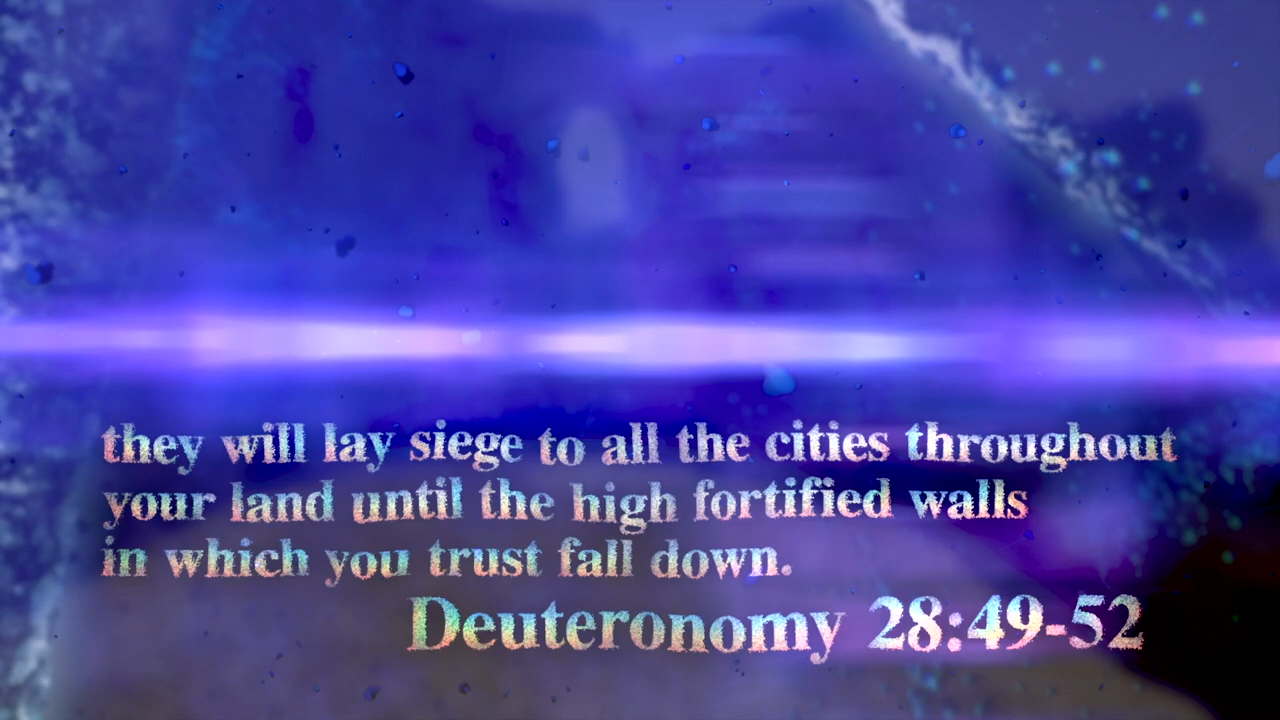 they will lay siege to all the cities throughout
your land until the high fortified walls
in which you trust fall down.
Deuteronomy 28:49-52